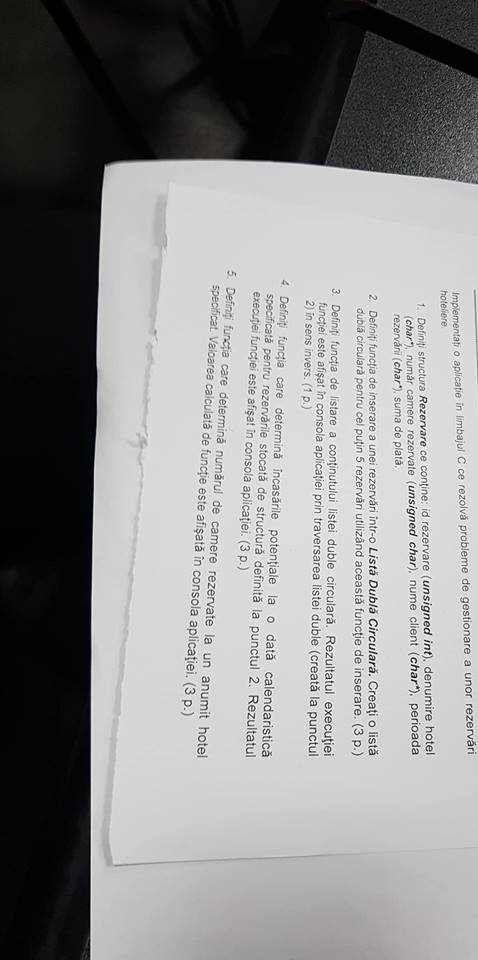 Implementați o aplicație în limbajul C ce rezolvă probleme de gestionare a unor rezervări
hoteliere.
1. Definiți structura Rezervare ce conține: id rezervare (unsigned int), denumire hotel
(char*), număr camere rezervate (unsigned char), nume client (char*), perioada
rezervării (char*), suma de plată.
2. Definiți funcția de inserare a unei rezervări într-o Listă Dublă Circulară. Creați o listă
dublă circulară pentru cel puțin 5 rezervări utilizând această funcție de inserare. (3 p.)
3. Definiți funcția de listare a conținutului listei duble circulară. Rezultatul execuției
funcției este afișat în consola aplicației prin traversarea listei duble (creată la punctul
2) în sens invers. (1 p.)
4. Definiți funcția care determină încasările potențiale la o dată calendaristică
specificată pentru rezervările stocată de structură definită la punctul 2. Rezultatul
execuției funcției este afișat în consola aplicației. (3 p.)
5. Definiți funcția care determină numărul de camere rezervate la un anumit hotel
specificat. Valoarea calculată de funcție este afișată în consola aplicației. (3 p.)